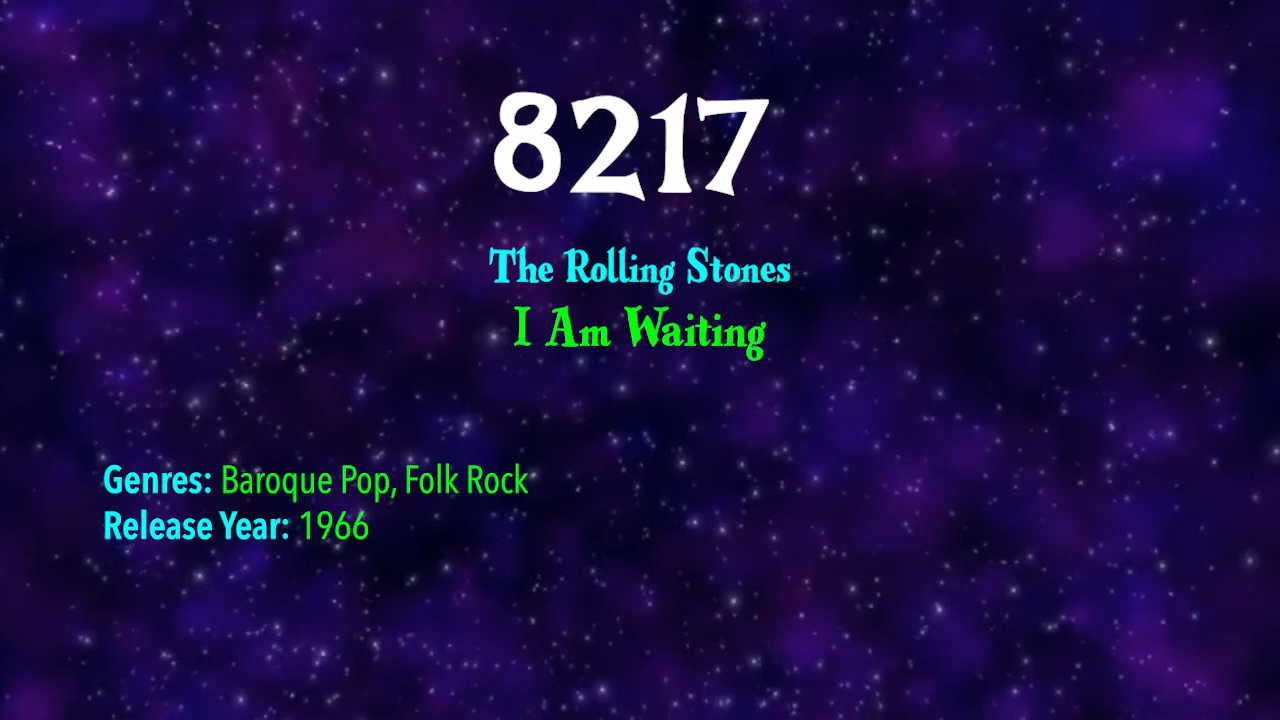 8217
The Rolling Stones
I Am Waiting
Genres: Baroque Pop, Folk Rock
Release Year: 1966